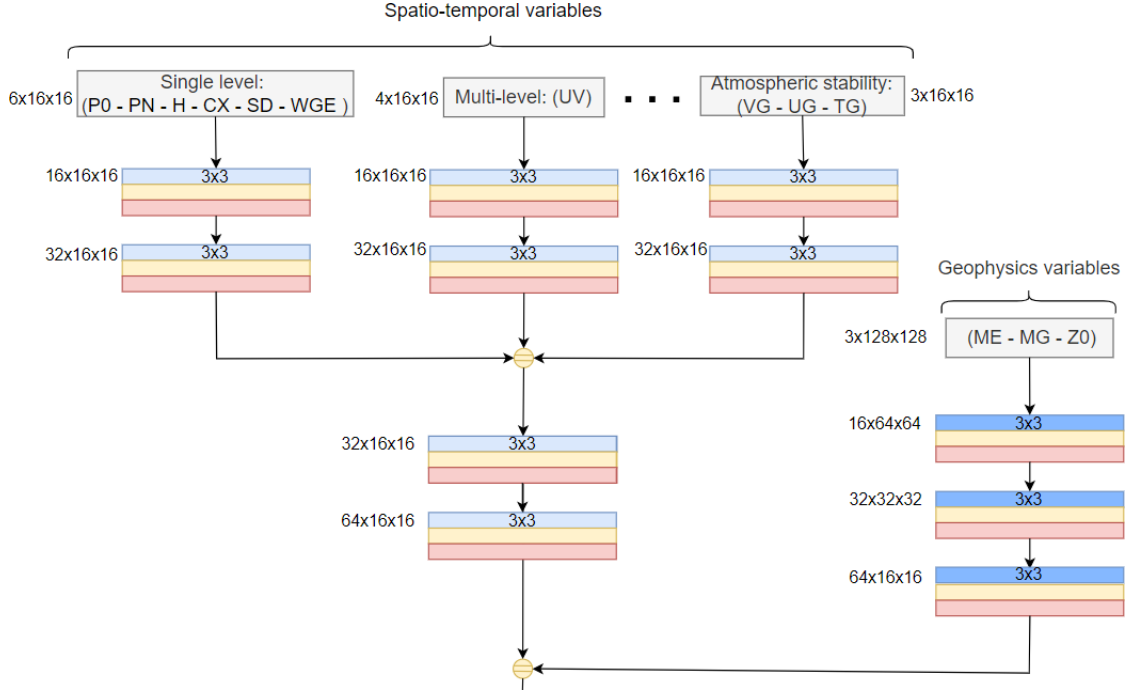 Spatio-temporal variables
6x16x16
Single level:
(P0 - PN - H - CX - SD - WGE )
4x16x16
Multi-level: (UV)
. . .
Atmospheric stability:
(VG - UG - TG)
3x16x16
16x16x16
3x3
16x16x16
3x3
16x16x16
3x3
32x16x16
3x3
32x16x16
3x3
32x16x16
3x3
Geophysics variables
3x128x128
(ME - MG - Z0)
32x16x16
3x3
64x16x16
3x3
16x64x64
3x3
32x32x32
3x3
64x16x16
3x3